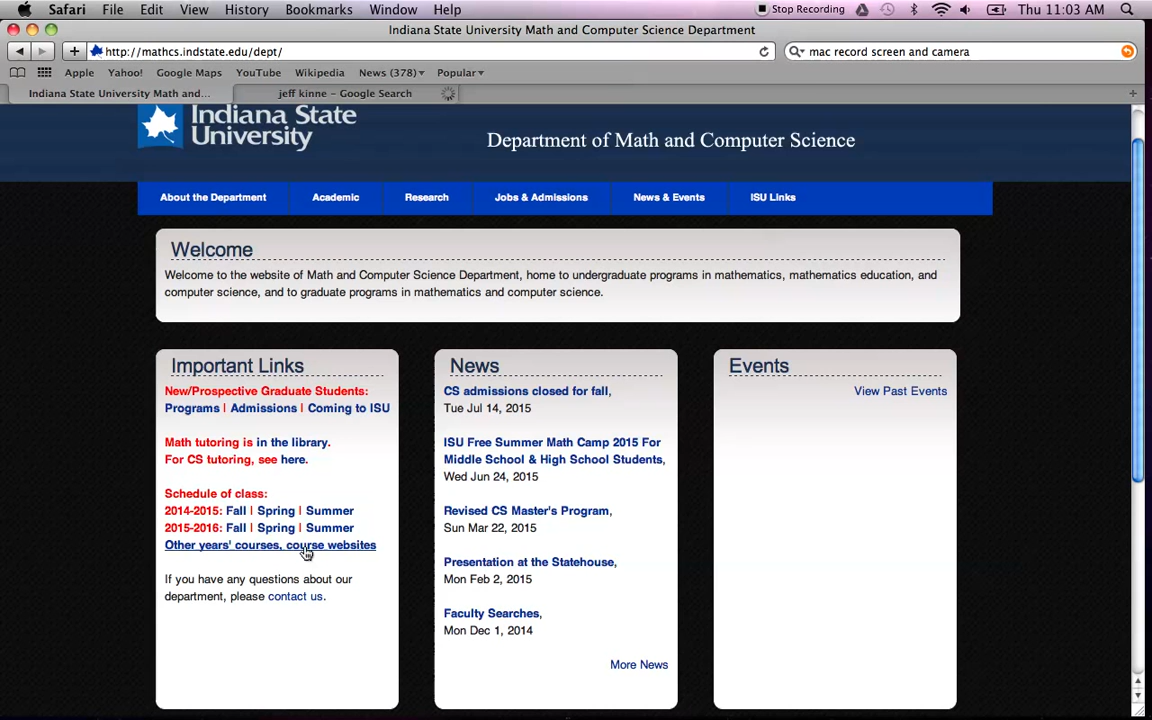 Safari File Edit View History Bookmarks Window Help Stop Recording Thu 11:03 AM
Indiana State University Math and Computer Science Department
http://mathcs.indstate.edu/dept/ mac record screen and camera
Apple Yahoo! Google Maps YouTube Wikipedia News (378) Popular
Indiana State University Math and... jeff kinne – Google Search
Indiana State
University
Department of Math and Computer Science
About the Department Academic Research Jobs & Admissions News & Events ISU Links
Welcome
Welcome to the website of Math and Computer Science Department, home to undergraduate programs in mathematics, mathematics education, and
computer science, and to graduate programs in mathematics and computer science.
Important Links
New/Prospective Graduate Students:
Programs | Admissions | Coming to ISU
Math tutoring is in the library.
For CS tutoring, see here.
Schedule of class:
2014-2015: Fall | Spring | Summer
2015-2016: Fall | Spring | Summer
Other years' courses, course websites
If you have any questions about our
department, please contact us.
News
CS admissions closed for fall,
Tue Jul 14, 2015
ISU Free Summer Math Camp 2015 For
Middle School & High School Students,
Wed Jun 24, 2015
Revised CS Master's Program,
Sun Mar 22, 2015
Presentation at the Statehouse,
Mon Feb 2, 2015
Faculty Searches,
Mon Dec 1, 2014
More News
Events
View Past Events